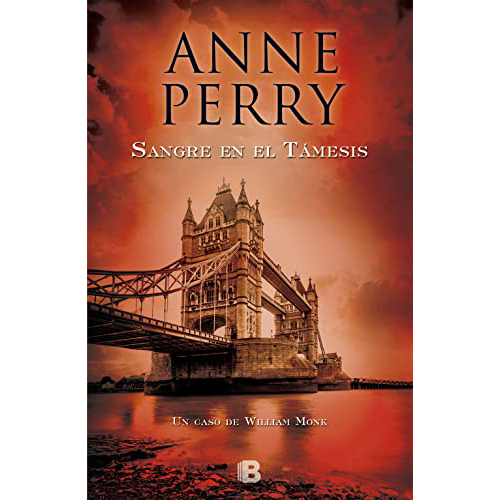 ANNE
PERRY
SANGRE EN EL TÁMESIS
UN CASO DE WILLIAM MONK
B